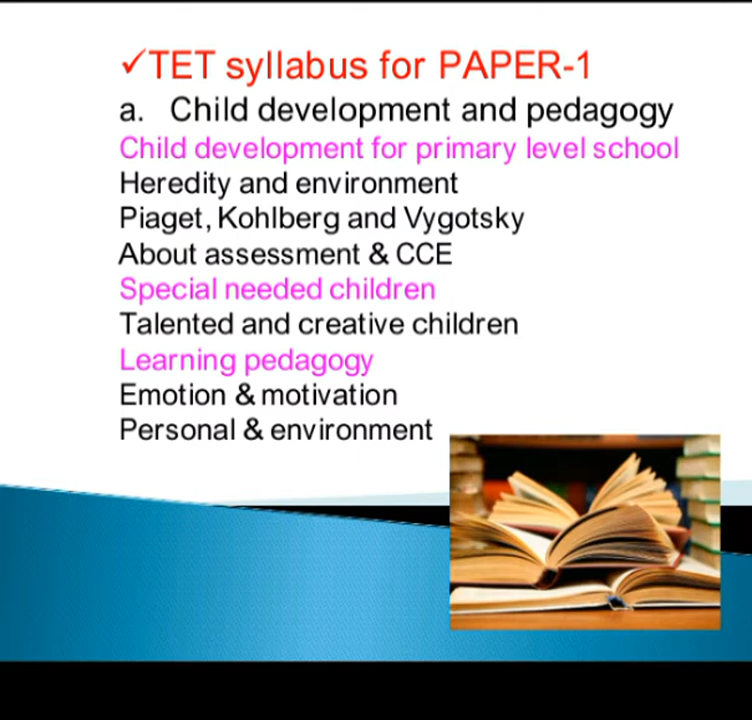 ✓TET syllabus for PAPER-1
a. Child development and pedagogy
Child development for primary level school
Heredity and environment
Piaget, Kohlberg and Vygotsky
About assessment & CCE
Special needed children
Talented and creative children
Learning pedagogy
Emotion & motivation
Personal & environment